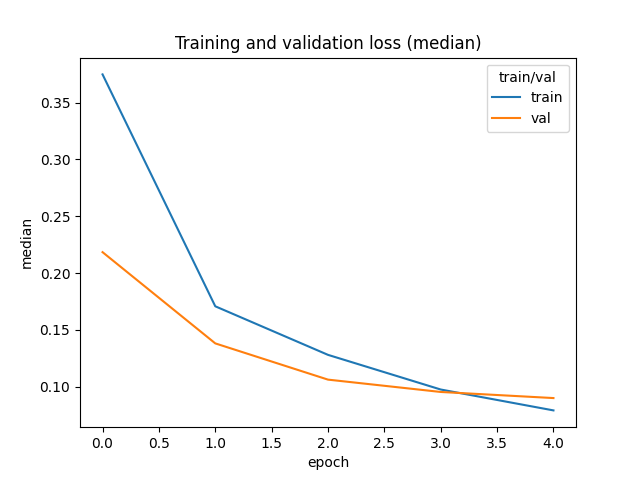 Training and validation loss (median)
train/val
train
val
median
0.35
0.30
0.25
0.20
0.15
0.10
0.0 0.5 1.0 1.5 2.0 2.5 3.0 3.5 4.0
epoch